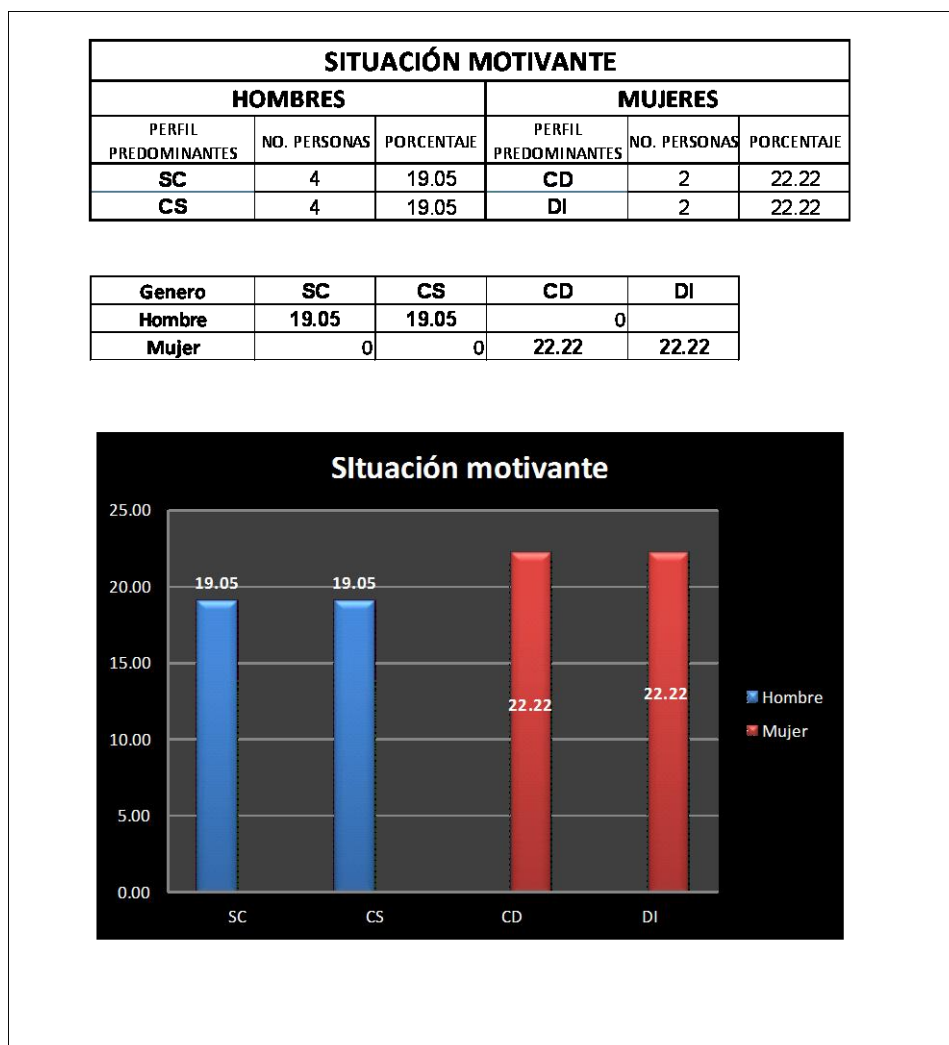 SITUACIÓN MOTIVANTE
HOMBRES MUJERES
PERFIL PREDOMINANTES NO. PERSONAS PORCENTAJE PERFIL PREDOMINANTES NO. PERSONAS PORCENTAJE
SC 4 19.05 CD 2 22.22
CS 4 19.05 DI 2 22.22
Genero SC CS CD DI
Hombre 19.05 19.05 0
Mujer 0 0 22.22 22.22
SItuación motivante
25.00
20.00
15.00
10.00
5.00
0.00
19.05 19.05 22.22 22.22
SC CS CD DI
Hombre
Mujer